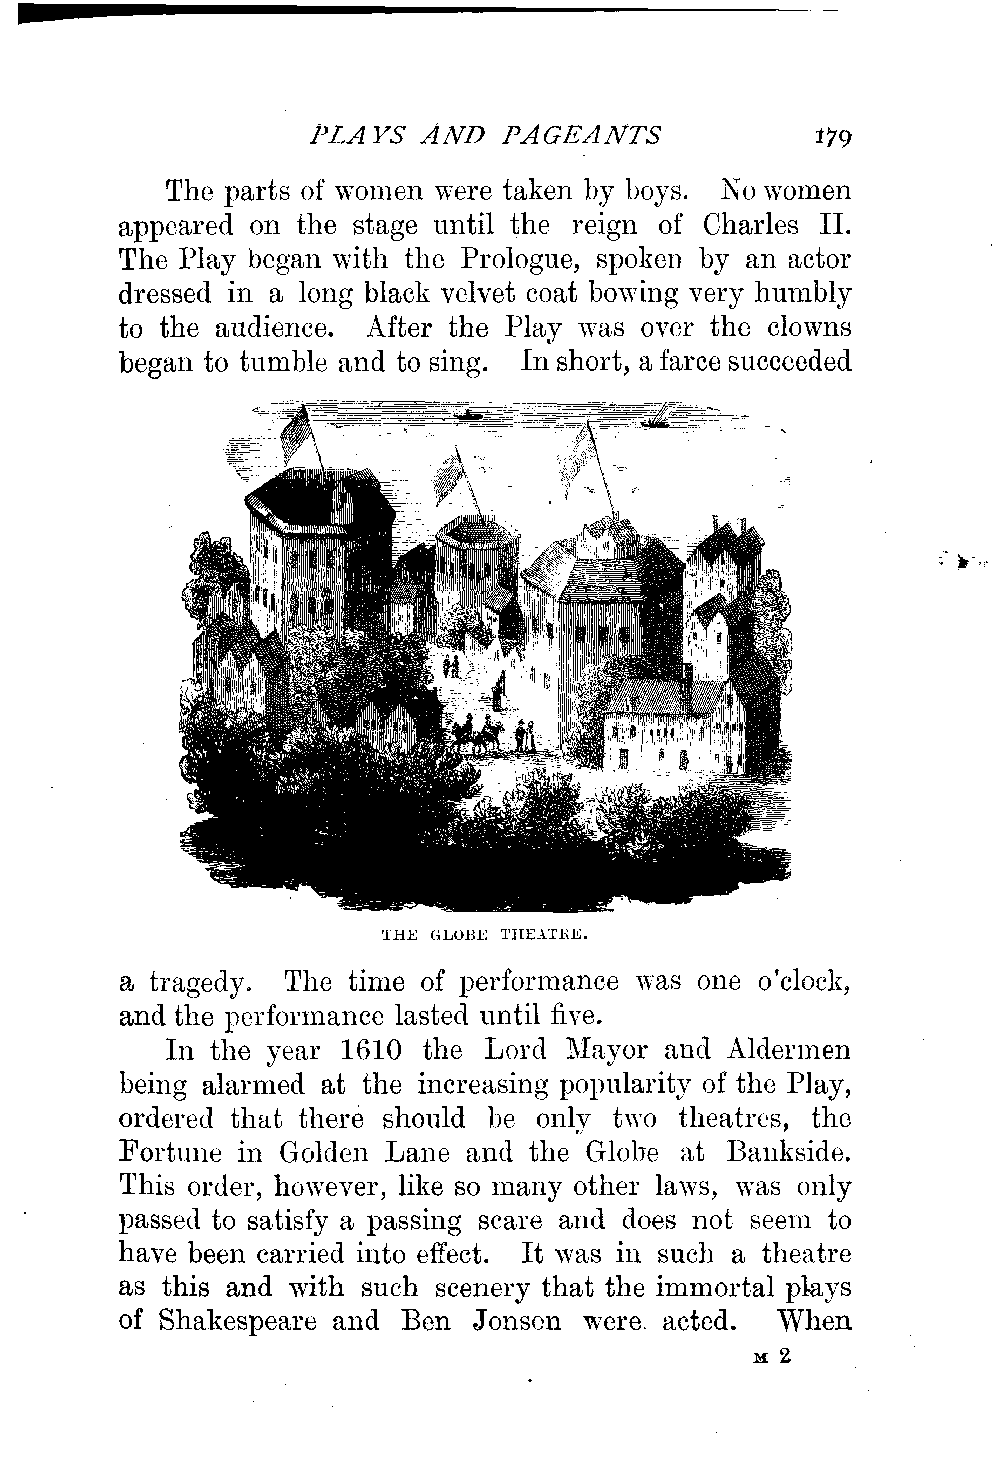 PLAYS AND PAGEANTS 179
The parts of women were taken by boys. No women
appeared on the stage until the reign of Charles II.
The Play began with the Prologue, spoken by an actor
dressed in a long black velvet coat bowing very humbly
to the audience. After the Play was over the clowns
began to tumble and to sing. In short, a farce succeeded
THE GLOBE THEATRE.
a tragedy. The time of performance was one o'clock,
and the performance lasted until five.
In the year 1610 the Lord Mayor and Aldermen
being alarmed at the increasing popularity of the Play,
ordered that there should be only two theatres, the
Fortune in Golden Lane and the Globe at Bankside.
This order, however, like so many other laws, was only
passed to satisfy a passing scare and does not seem to
have been carried into effect. It was in such a theatre
as this and with such scenery that the immortal plays
of Shakespeare and Ben Jonson were acted. When
M 2